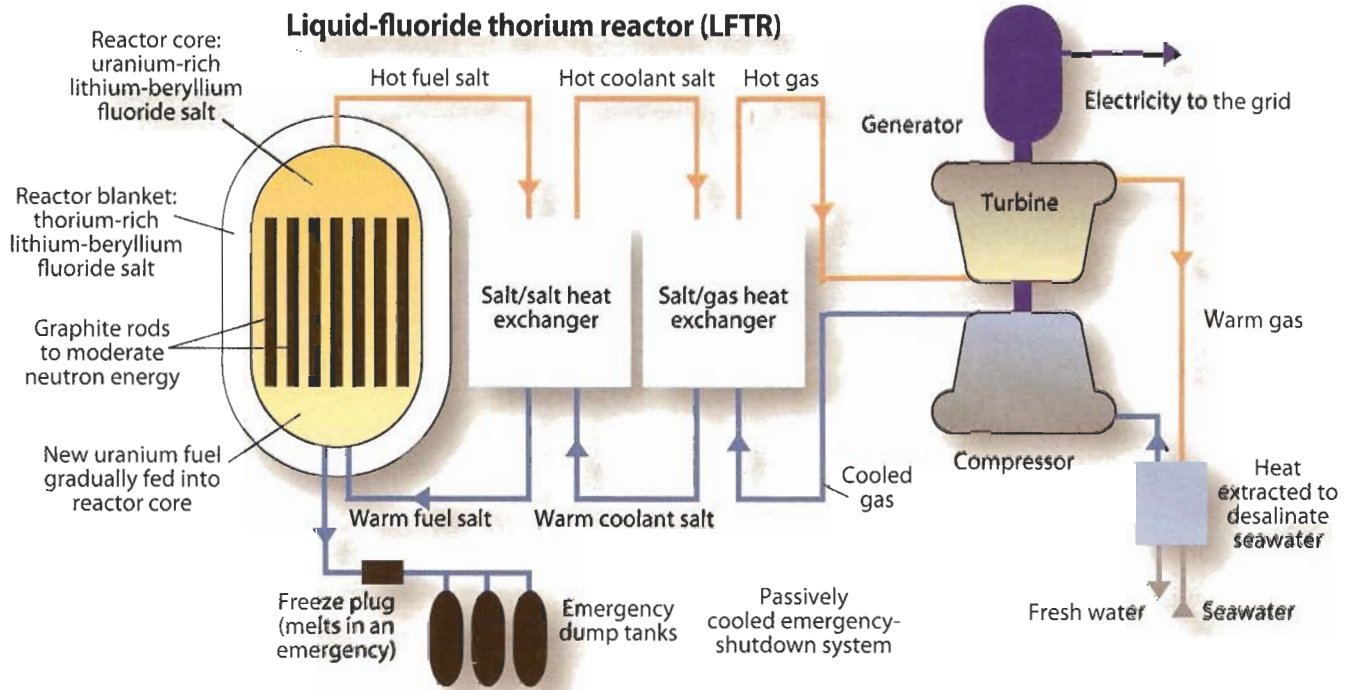 Liquid-fluoride thorium reactor (LFTR)
Reactor core:
uranium-rich
lithium-beryllium
fluoride salt
Hot fuel salt
Hot coolant salt
Hot gas
Generator
Electricity to the grid
Reactor blanket:
thorium-rich
lithium-beryllium
fluoride salt
Turbine
Salt/salt heat
exchanger
Salt/gas heat
exchanger
Warm gas
Graphite rods
to moderate
neutron energy
New uranium fuel
gradually fed into
reactor core
Compressor
Cooled
gas
Heat
extracted to
desalinate
seawater
Warm fuel salt
Warm coolant salt
Freeze plug
(melts in an
emergency)
Emergency
dump tanks
Passively
cooled emergency-
shutdown system
Fresh water
Seawater